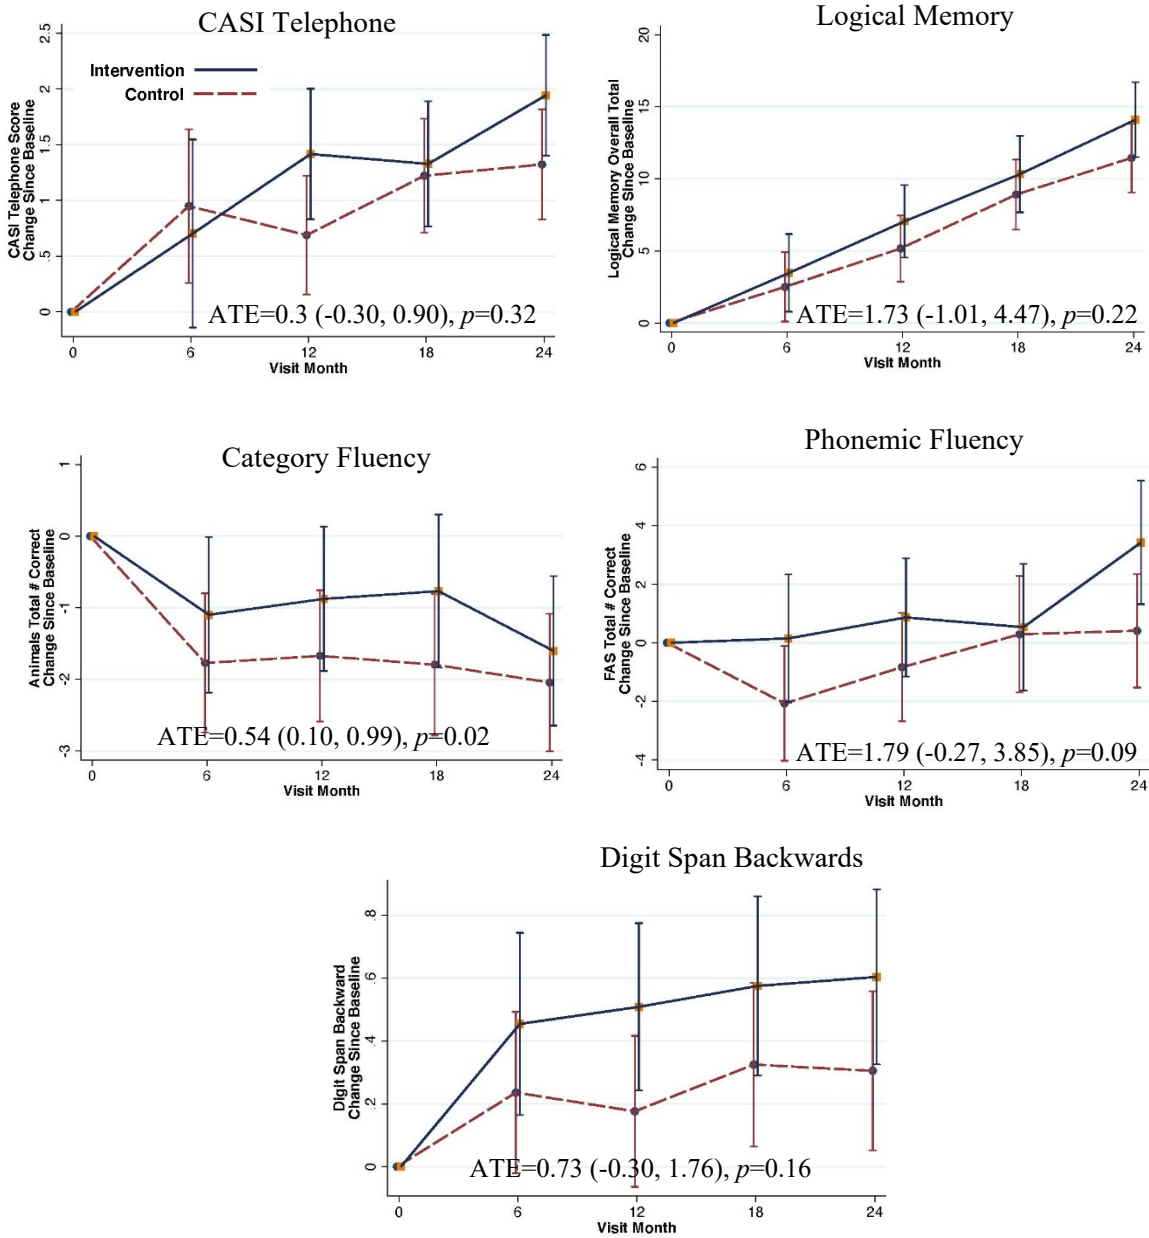 CASI Telephone
CASI Telephone Score
Change Since Baseline
2.5
2
1.5
1
.5
0
Intervention
Control
ATE=0.3 (-0.30, 0.90), p=0.32
0 6 12 18 24
Visit Month
Logical Memory
Logical Memory Overall Total
Change Since Baseline
20
15
10
5
0
ATE=1.73 (-1.01, 4.47), p=0.22
0 6 12 18 24
Visit Month
Category Fluency
Animals Total # Correct
Change Since Baseline
1
0
-1
-2
-3
ATE=0.54 (0.10, 0.99), p=0.02
0 6 12 18 24
Visit Month
Phonemic Fluency
FAS Total # Correct
Change Since Baseline
6
4
2
0
-2
-4
ATE=1.79 (-0.27, 3.85), p=0.09
0 6 12 18 24
Visit Month
Digit Span Backwards
Digit Span Backward
Change Since Baseline
.8
.6
.4
.2
0
ATE=0.73 (-0.30, 1.76), p=0.16
0 6 12 18 24
Visit Month